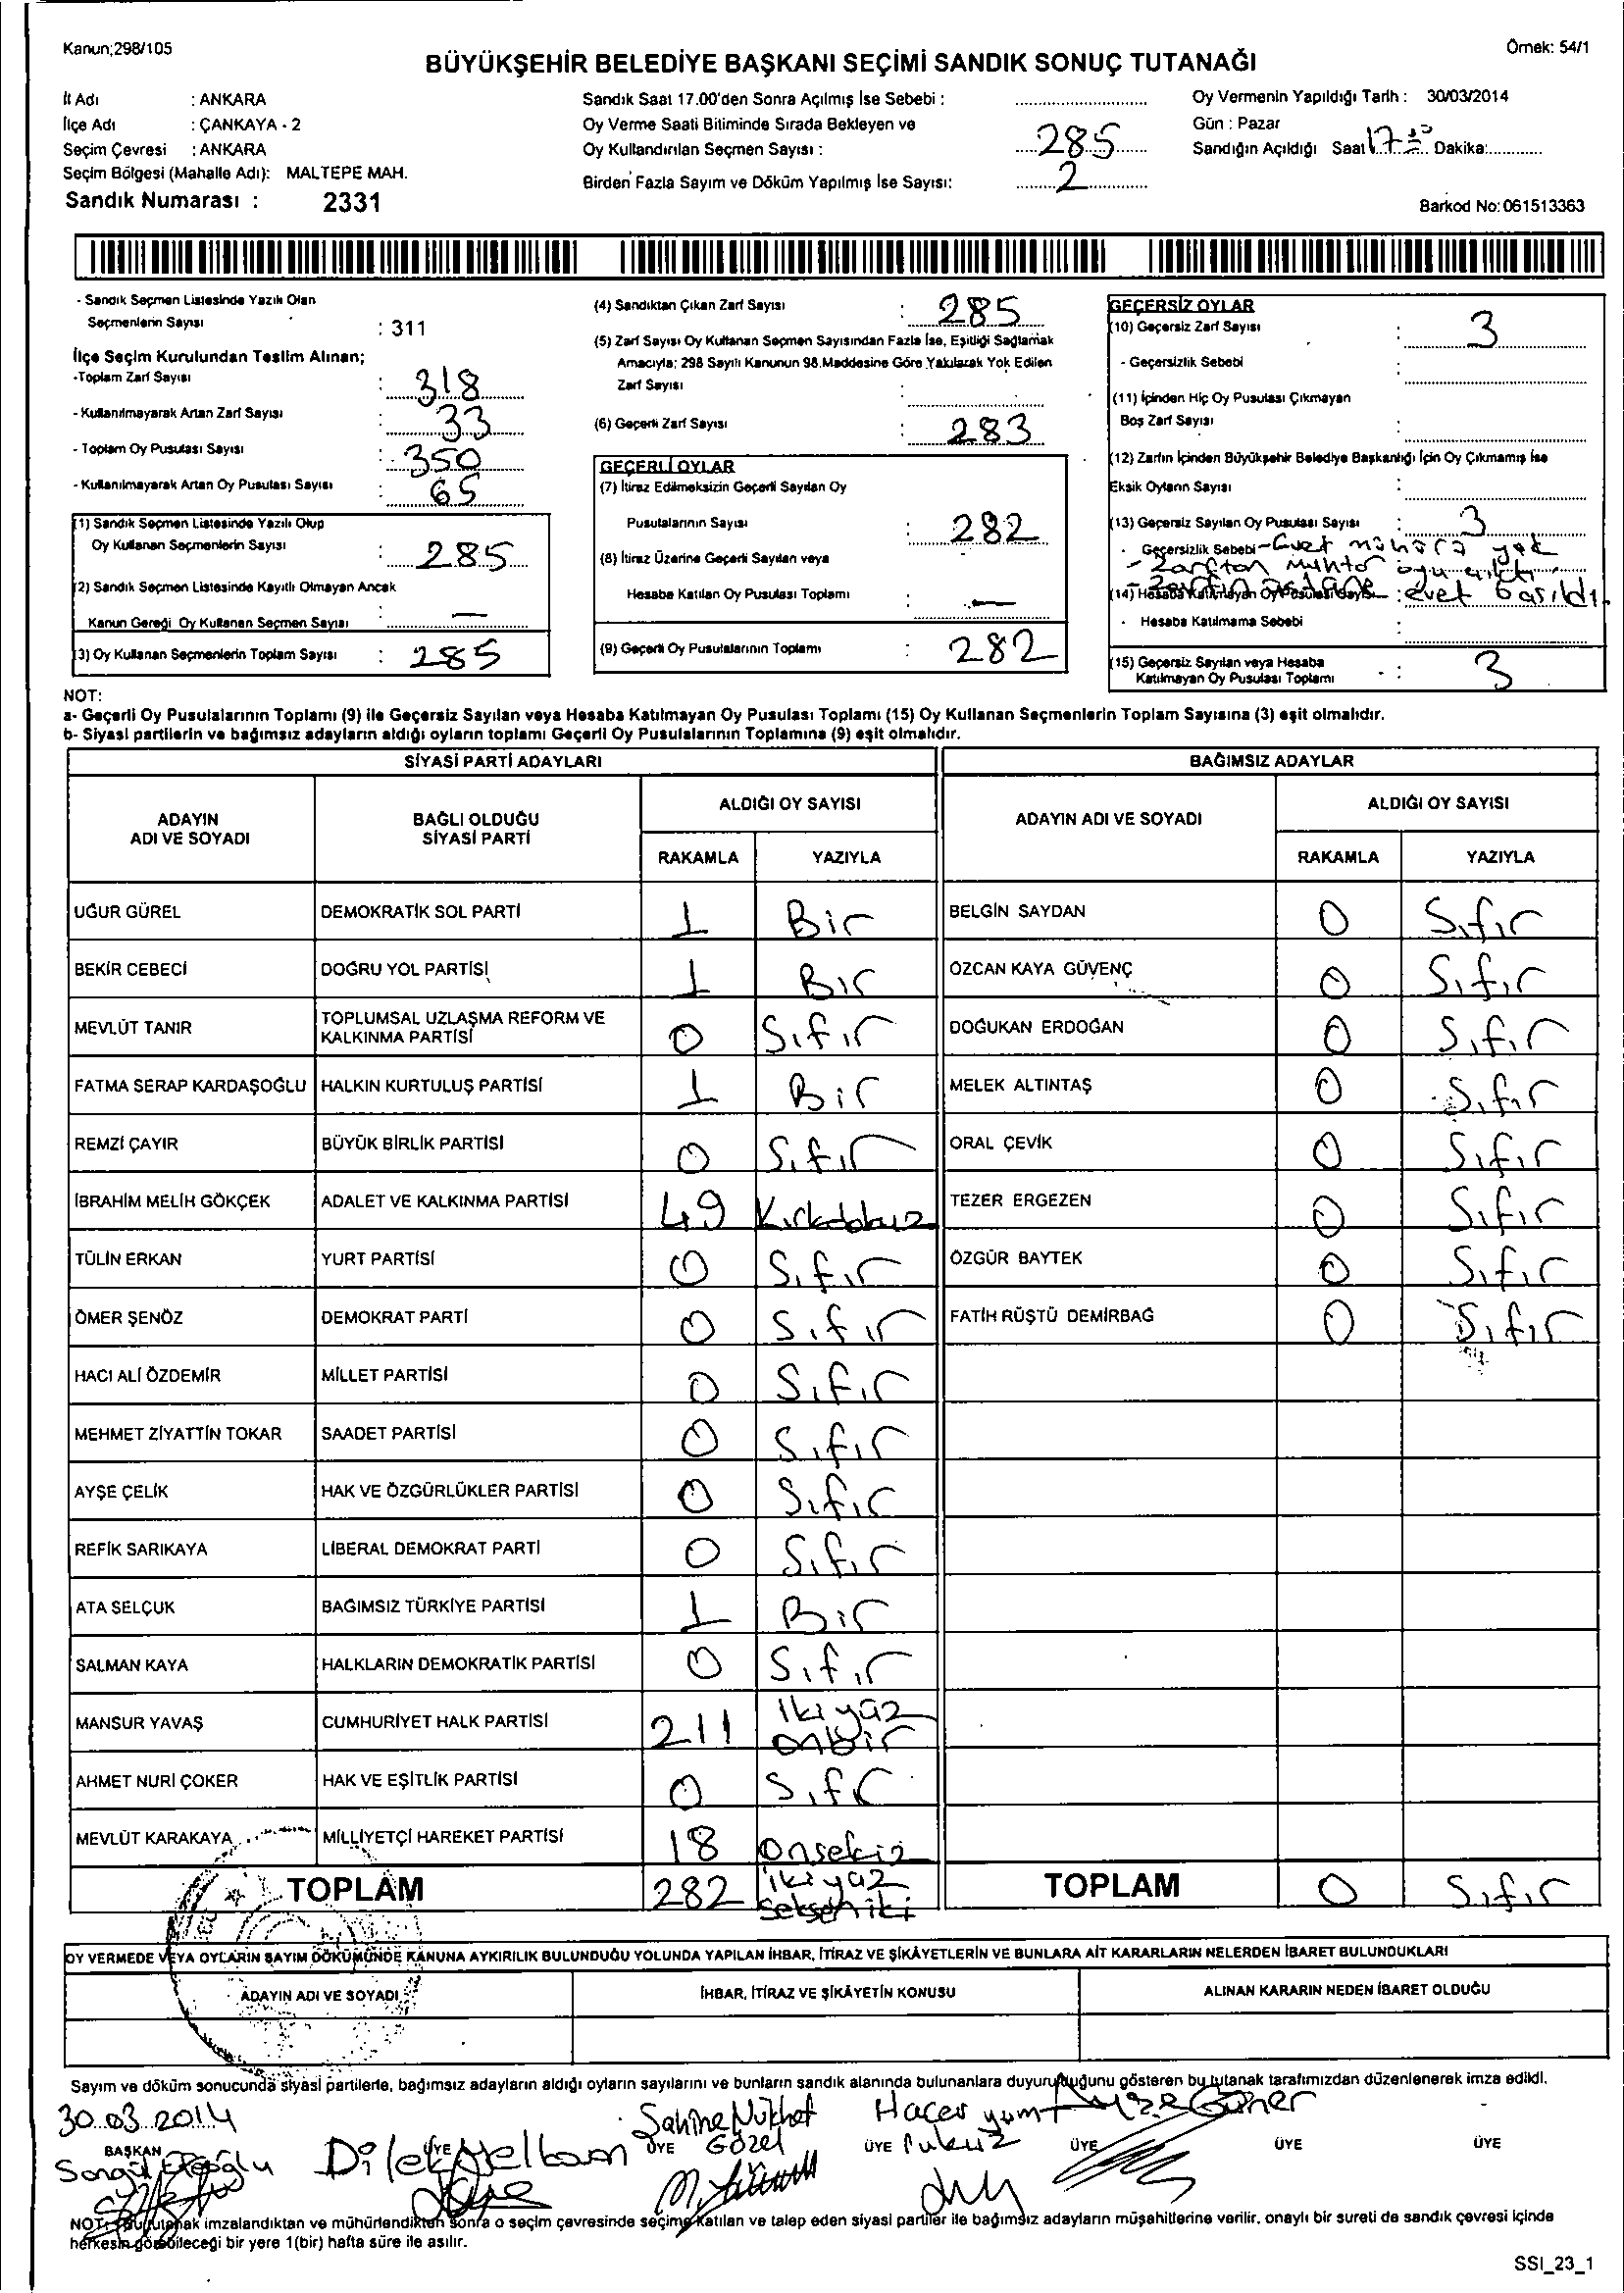 Kanun;298/105
Örnek: 54/1
BÜYÜKŞEHİR BELEDİYE BAŞKANI SEÇİMİ SANDIK SONUÇ TUTANAĞI
İl Adı : ANKARA
İlçe Adı : ÇANKAYA - 2
Seçim Çevresi : ANKARA
Seçim Bölgesi (Mahalle Adı): MALTEPE MAH.
Sandık Numarası : 2331
Sandık Saat 17.00'den Sonra Açılmış İse Sebebi :
Oy Verme Saati Bitiminde Sırada Bekleyen ve
Oy Kullandırılan Seçmen Sayısı : 285
Birden Fazla Sayım ve Döküm Yapılmış İse Sayısı: 2
Oy Vermenin Yapıldığı Tarih : 30/03/2014
Gün : Pazar
Sandığın Açıldığı Saat 17 Dakika:
Barkod No: 061513363
- Sandık Seçmen Listesinde Yazılı Olan
Seçmenlerin Sayısı : 311
İlçe Seçim Kurulundan Teslim Alınan;
-Toplam Zarf Sayısı : 318
- Kullanılmayarak Artan Zarf Sayısı : 33
- Toplam Oy Pusulası Sayısı : 350
- Kullanılmayarak Artan Oy Pusulası Sayısı : 65
(1) Sandık Seçmen Listesinde Yazılı Olup
Oy Kullanan Seçmenlerin Sayısı : 285
(2) Sandık Seçmen Listesinde Kayıtlı Olmayan Ancak
Kanun Gereği Oy Kullanan Seçmen Sayısı : —
(3) Oy Kullanan Seçmenlerin Toplam Sayısı : 285
(4) Sandıktan Çıkan Zarf Sayısı : 285
(5) Zarf Sayısı Oy Kullanan Seçmen Sayısından Fazla İse, Eşitliği Sağlamak
Amacıyla; 298 Sayılı Kanunun 98.Maddesine Göre Yakılarak Yok Edilen
Zarf Sayısı :
(6) Geçerli Zarf Sayısı : 283
GEÇERLİ OYLAR
(7) İtiraz Edilmeksizin Geçerli Sayılan Oy
Pusulalarının Sayısı : 282
(8) İtiraz Üzerine Geçerli Sayılan veya
Hesaba Katılan Oy Pusulası Toplamı : —
(9) Geçerli Oy Pusulalarının Toplamı : 282
GEÇERSİZ OYLAR
(10) Geçersiz Zarf Sayısı : 3
- Geçersizlik Sebebi :
(11) İçinden Hiç Oy Pusulası Çıkmayan
Boş Zarf Sayısı :
(12) Zarfın İçinden Büyükşehir Belediye Başkanlığı İçin Oy Çıkmamış İse
Eksik Oyların Sayısı :
(13) Geçersiz Sayılan Oy Pusulası Sayısı : 3
- Geçersizlik Sebebi - Evet mührü yok
- Zarftan muhtar oyu çıktı
- Zarfın üstüne evet basıldı.
(14) Hesaba Katılmayan Oy Pusulası Sayısı :
- Hesaba Katılmama Sebebi :
(15) Geçersiz Sayılan veya Hesaba
Katılmayan Oy Pusulası Toplamı : 3
NOT:
a- Geçerli Oy Pusulalarının Toplamı (9) ile Geçersiz Sayılan veya Hesaba Katılmayan Oy Pusulası Toplamı (15) Oy Kullanan Seçmenlerin Toplam Sayısına (3) eşit olmalıdır.
b- Siyasi partilerin ve bağımsız adayların aldığı oyların toplamı Geçerli Oy Pusulalarının Toplamına (9) eşit olmalıdır.
SİYASİ PARTİ ADAYLARI
BAĞIMSIZ ADAYLAR
ADAYIN ADI VE SOYADI
BAĞLI OLDUĞU SİYASİ PARTİ
ALDIĞI OY SAYISI
RAKAMLA YAZIYLA
ADAYIN ADI VE SOYADI
ALDIĞI OY SAYISI
RAKAMLA YAZIYLA
UĞUR GÜREL DEMOKRATİK SOL PARTİ 1 Bir BELGİN SAYDAN 0 Sıfır
BEKİR CEBECİ DOĞRU YOL PARTİSİ 1 Bir ÖZCAN KAYA GÜVENÇ 0 Sıfır
MEVLÜT TANIR TOPLUMSAL UZLAŞMA REFORM VE KALKINMA PARTİSİ 0 Sıfır DOĞUKAN ERDOĞAN 0 Sıfır
FATMA SERAP KARDAŞOĞLU HALKIN KURTULUŞ PARTİSİ 1 Bir MELEK ALTINTAŞ 0 Sıfır
REMZİ ÇAYIR BÜYÜK BİRLİK PARTİSİ 0 Sıfır ORAL ÇEVİK 0 Sıfır
İBRAHİM MELİH GÖKÇEK ADALET VE KALKINMA PARTİSİ 49 Kırkdokuz TEZER ERGEZEN 0 Sıfır
TÜLİN ERKAN YURT PARTİSİ 0 Sıfır ÖZGÜR BAYTEK 0 Sıfır
ÖMER ŞENÖZ DEMOKRAT PARTİ 0 Sıfır FATİH RÜŞTÜ DEMİRBAĞ 0 Sıfır
HACI ALİ ÖZDEMİR MİLLET PARTİSİ 0 Sıfır
MEHMET ZİYATTİN TOKAR SAADET PARTİSİ 0 Sıfır
AYŞE ÇELİK HAK VE ÖZGÜRLÜKLER PARTİSİ 0 Sıfır
REFİK SARIKAYA LİBERAL DEMOKRAT PARTİ 0 Sıfır
ATA SELÇUK BAĞIMSIZ TÜRKİYE PARTİSİ 1 Bir
SALMAN KAYA HALKLARIN DEMOKRATİK PARTİSİ 0 Sıfır
MANSUR YAVAŞ CUMHURİYET HALK PARTİSİ 211 ikiyüz onbir
AHMET NURİ ÇOKER HAK VE EŞİTLİK PARTİSİ 0 Sıfr
MEVLÜT KARAKAYA MİLLİYETÇİ HAREKET PARTİSİ 18 onsekiz
TOPLAM 282 ikiyüz seksen iki TOPLAM 0 Sıfır
OY VERMEDE VEYA OYLARIN SAYIM DÖKÜMÜNDE KANUNA AYKIRILIK BULUNDUĞU YOLUNDA YAPILAN İHBAR, İTİRAZ VE ŞİKÂYETLERİN VE BUNLARA AİT KARARLARIN NELERDEN İBARET BULUNDUKLARI
ADAYIN ADI VE SOYADI İHBAR, İTİRAZ VE ŞİKÂYETİN KONUSU ALINAN KARARIN NEDEN İBARET OLDUĞU
Sayım ve döküm sonucunda siyasi partilerle, bağımsız adayların aldığı oyların sayılarını ve bunların sandık alanında bulunanlara duyurulduğunu gösteren bu tutanak tarafımızdan düzenlenerek imza edildi.
30.03.2014
BAŞKAN ÜYE ÜYE ÜYE ÜYE ÜYE ÜYE
Songül
Dilek
Nükhet Gözel
Hacer
Güner
NOT: Bu tutanak imzalandıktan ve mühürlendikten sonra o seçim çevresinde seçime katılan ve talep eden siyasi partiler ile bağımsız adayların müşahitlerine verilir, onaylı bir sureti de sandık çevresi içinde
herkesin görebileceği bir yere 1(bir) hafta süre ile asılır.
SSI_23_1